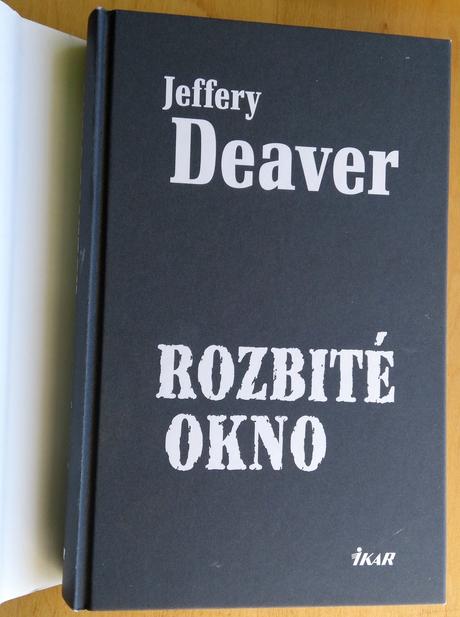 Jeffery
Deaver
ROZBITÉ
OKNO
IKAR